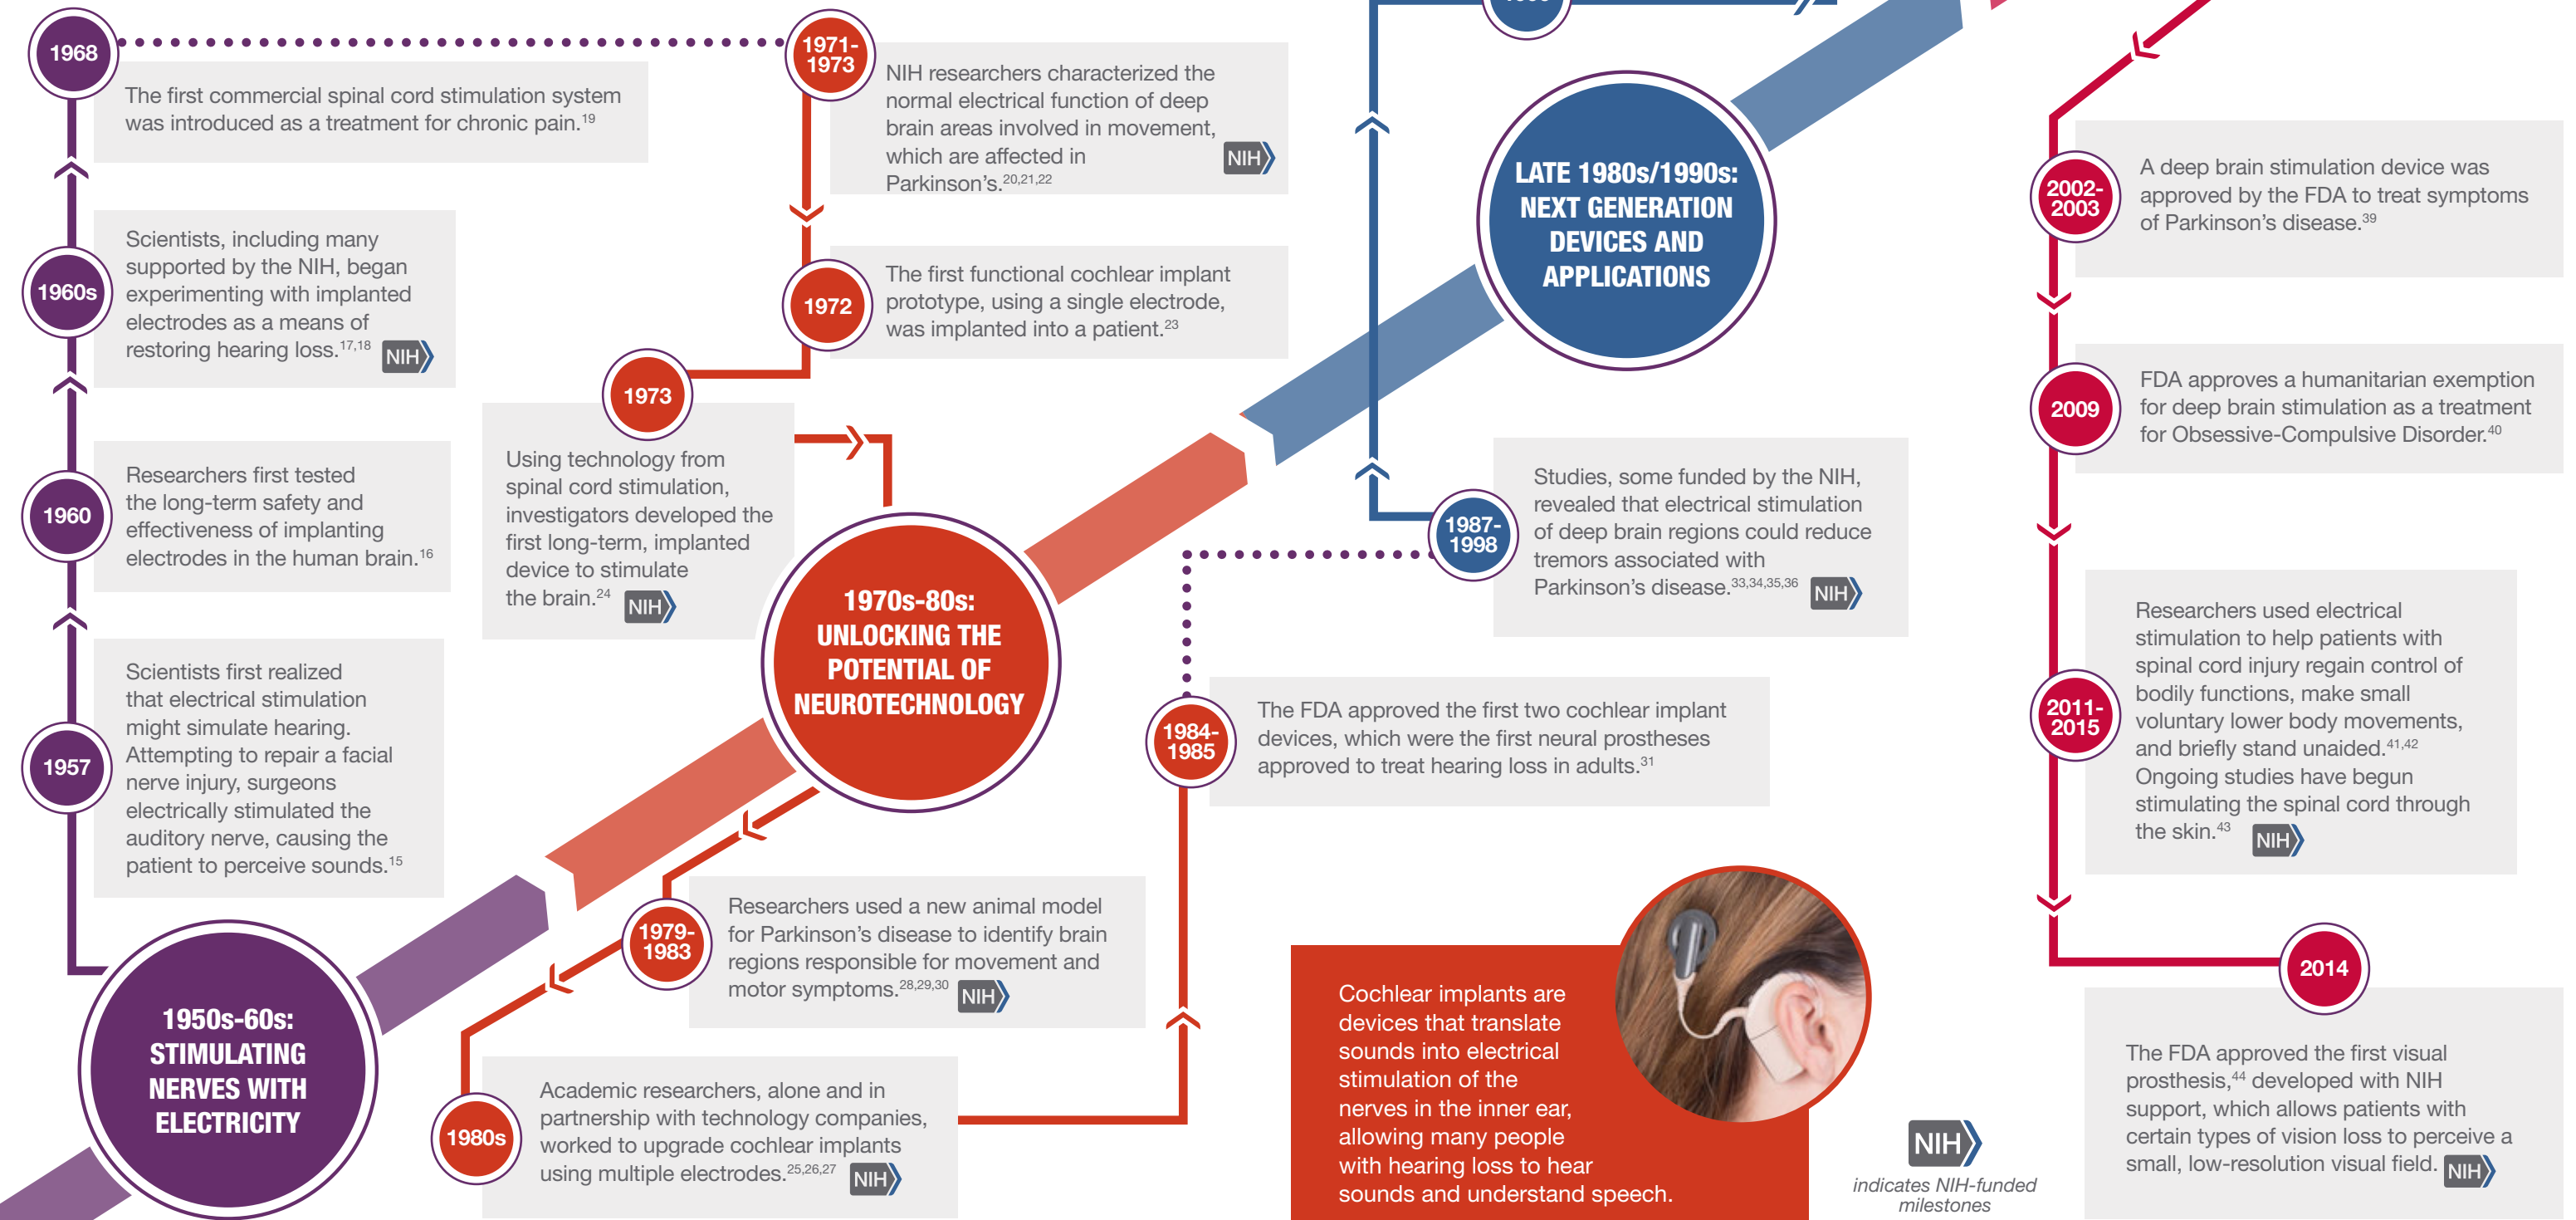 1968
The first commercial spinal cord stimulation system
was introduced as a treatment for chronic pain.19
1960s
Scientists, including many
supported by the NIH, began
experimenting with implanted
electrodes as a means of
restoring hearing loss.17,18
NIH
1960
Researchers first tested
the long-term safety and
effectiveness of implanting
electrodes in the human brain.16
1957
Scientists first realized
that electrical stimulation
might simulate hearing.
Attempting to repair a facial
nerve injury, surgeons
electrically stimulated the
auditory nerve, causing the
patient to perceive sounds.15
1950s-60s:
STIMULATING
NERVES WITH
ELECTRICITY
1971-
1973
NIH researchers characterized the
normal electrical function of deep
brain areas involved in movement,
which are affected in
Parkinson's.20,21,22
NIH
1972
The first functional cochlear implant
prototype, using a single electrode,
was implanted into a patient.23
1973
Using technology from
spinal cord stimulation,
investigators developed the
first long-term, implanted
device to stimulate
the brain.24
NIH
1970s-80s:
UNLOCKING THE
POTENTIAL OF
NEUROTECHNOLOGY
1979-
1983
Researchers used a new animal model
for Parkinson's disease to identify brain
regions responsible for movement and
motor symptoms.28,29,30
NIH
1980s
Academic researchers, alone and in
partnership with technology companies,
worked to upgrade cochlear implants
using multiple electrodes.25,26,27
NIH
1984-
1985
The FDA approved the first two cochlear implant
devices, which were the first neural prostheses
approved to treat hearing loss in adults.31
LATE 1980s/1990s:
NEXT GENERATION
DEVICES AND
APPLICATIONS
1987-
1998
Studies, some funded by the NIH,
revealed that electrical stimulation
of deep brain regions could reduce
tremors associated with
Parkinson's disease.33,34,35,36
NIH
Cochlear implants are
devices that translate
sounds into electrical
stimulation of the
nerves in the inner ear,
allowing many people
with hearing loss to hear
sounds and understand speech.
NIH
indicates NIH-funded
milestones
2002-
2003
A deep brain stimulation device was
approved by the FDA to treat symptoms
of Parkinson's disease.39
2009
FDA approves a humanitarian exemption
for deep brain stimulation as a treatment
for Obsessive-Compulsive Disorder.40
2011-
2015
Researchers used electrical
stimulation to help patients with
spinal cord injury regain control of
bodily functions, make small
voluntary lower body movements,
and briefly stand unaided.41,42
Ongoing studies have begun
stimulating the spinal cord through
the skin.43
NIH
2014
The FDA approved the first visual
prosthesis,44 developed with NIH
support, which allows patients with
certain types of vision loss to perceive a
small, low-resolution visual field.
NIH